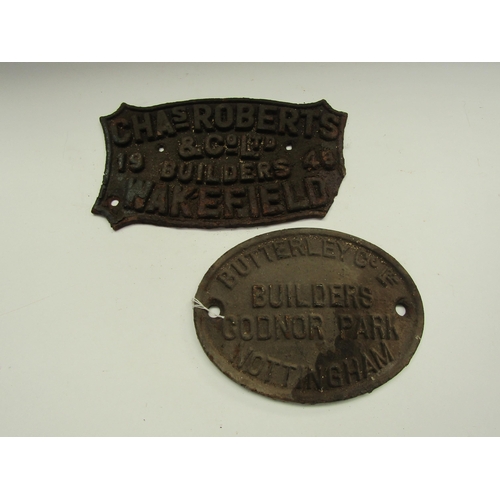 CHAS ROBERTS
& Co LTD
19 BUILDERS 48
WAKEFIELD
BUTTERLEY Co LTD
BUILDERS
CODNOR PARK
NOTTINGHAM